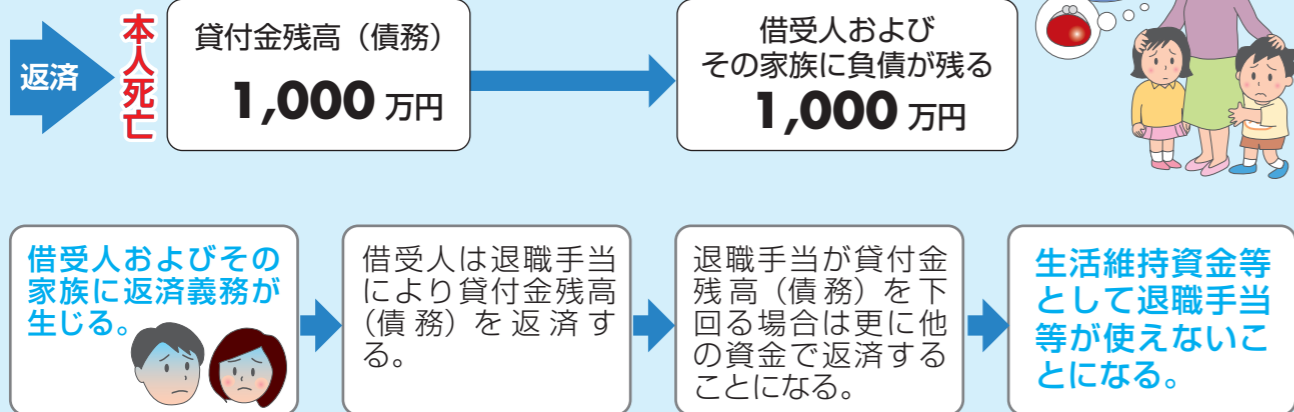 返済
本人死亡
貸付金残高（債務）
1,000 万円
借受人および
その家族に負債が残る
1,000 万円
借受人およびその
家族に返済義務が
生じる。
借受人は退職手当
により貸付金残高
（債務）を返済す
る。
退職手当が貸付金
残高（債務）を下
回る場合は更に他
の資金で返済する
ことになる。
生活維持資金等
として退職手当
等が使えないこ
とになる。